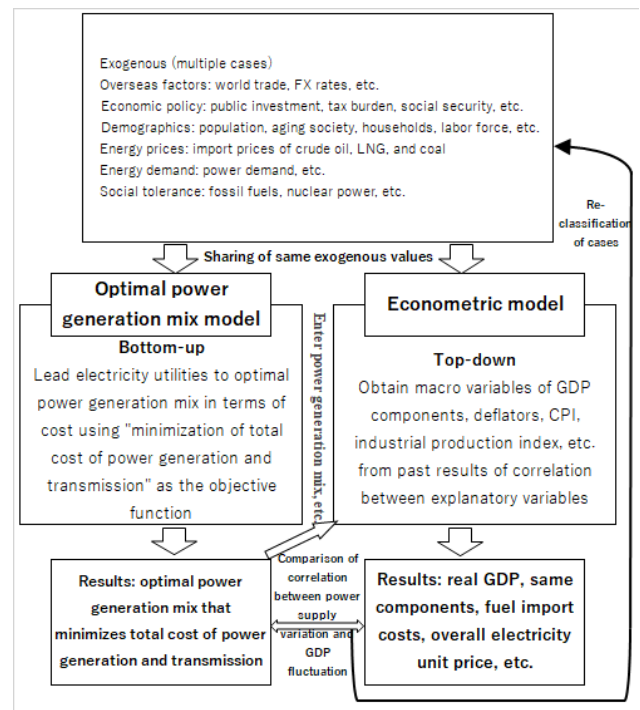 Exogenous (multiple cases)
Overseas factors: world trade, FX rates, etc.
Economic policy: public investment, tax burden, social security, etc.
Demographics: population, aging society, households, labor force, etc.
Energy prices: import prices of crude oil, LNG, and coal
Energy demand: power demand, etc.
Social tolerance: fossil fuels, nuclear power, etc.
Re-
classification
of cases
Sharing of same exogenous values
Optimal power
generation mix model
Bottom-up
Lead electricity utilities to optimal
power generation mix in terms of
cost using "minimization of total
cost of power generation and
transmission" as the objective
function
Enter power generation mix, etc.
Econometric model
Top-down
Obtain macro variables of GDP
components, deflators, CPI,
industrial production index, etc.
from past results of correlation
between explanatory variables
Results: optimal power
generation mix that
minimizes total cost of power
generation and transmission
Comparison of
correlation
between power
supply
variation and
GDP
fluctuation
Results: real GDP, same
components, fuel import
costs, overall electricity
unit price, etc.